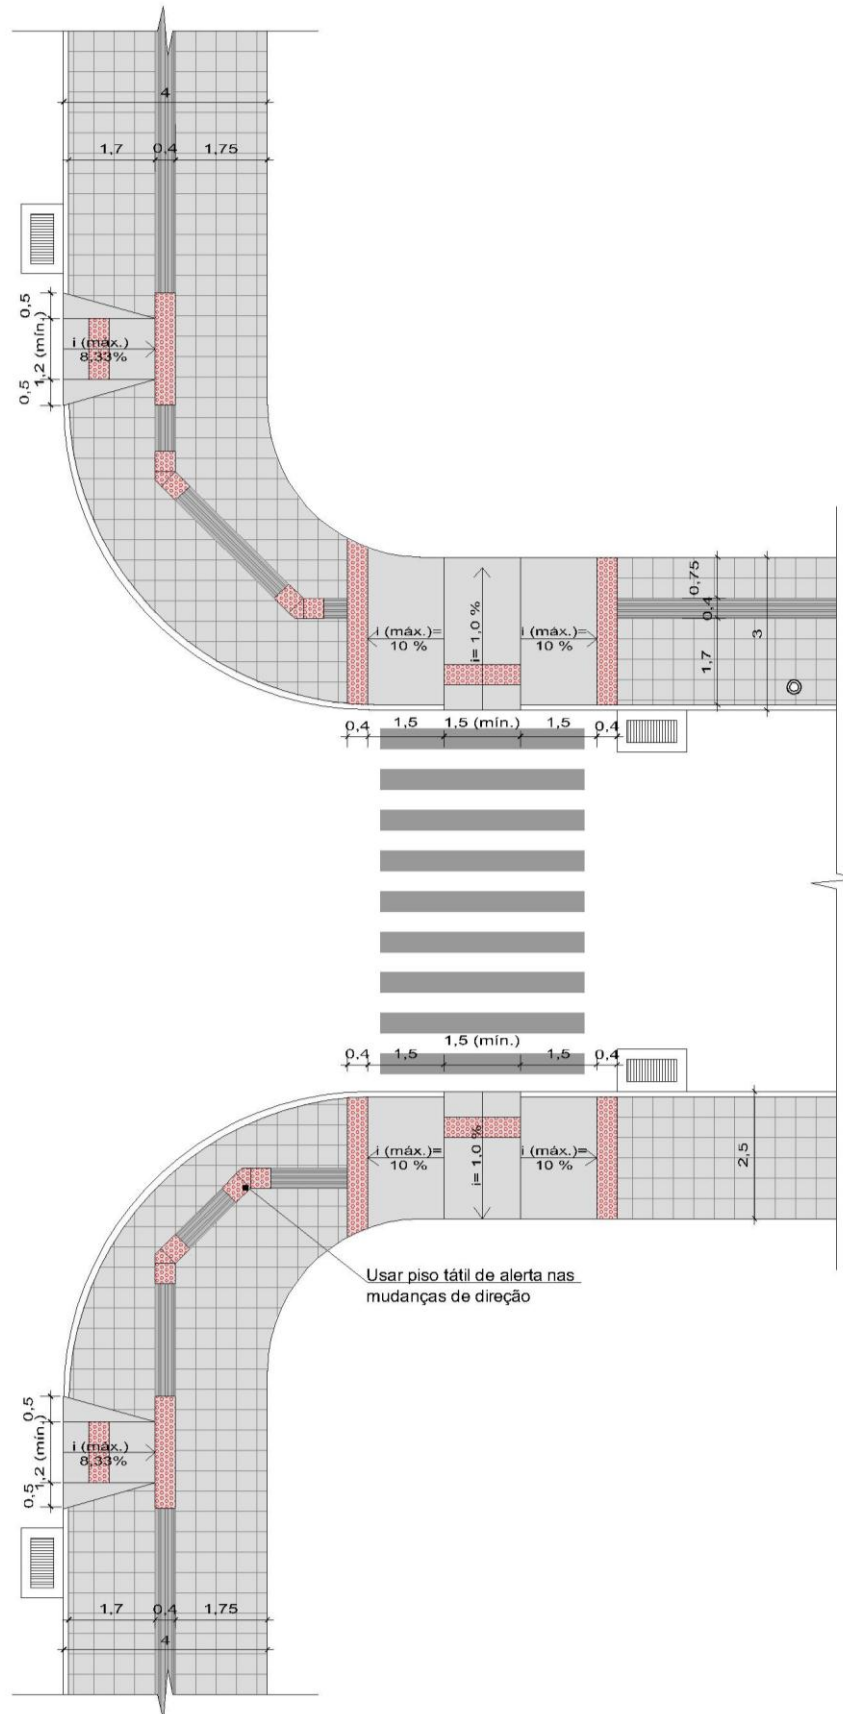 4
1,7
0,4
1,75
0,5
1,2 (mín.)
0,5
i (máx.)
8,33%
0,75
0,4
1,7
3
i (máx.)=
10 %
i= 1,0 %
i (máx.)=
10 %
0,4
1,5
1,5 (mín.)
1,5
0,4
1,5 (mín.)
0,4
1,5
1,5
0,4
i (máx.)=
10 %
i= 1,0 %
i (máx.)=
10 %
2,5
Usar piso tátil de alerta nas
mudanças de direção
0,5
1,2 (mín.)
0,5
i (máx.)
8,33%
1,7
0,4
1,75
4